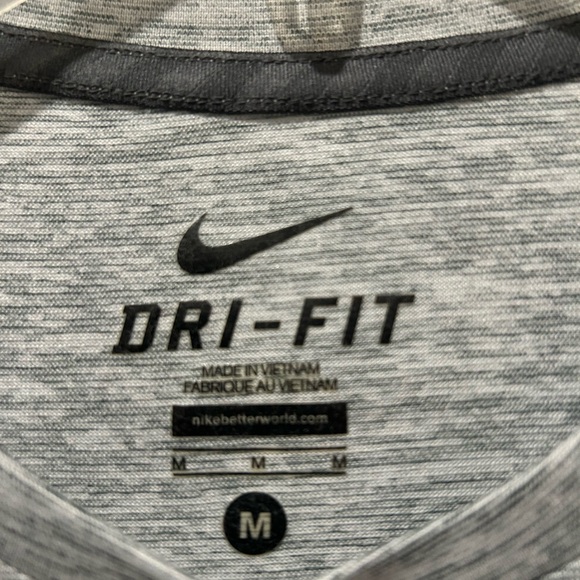 DRI-FIT
MADE IN VIETNAM
FABRIQUE AU VIETNAM
nikebetterworld.com
M M M
M